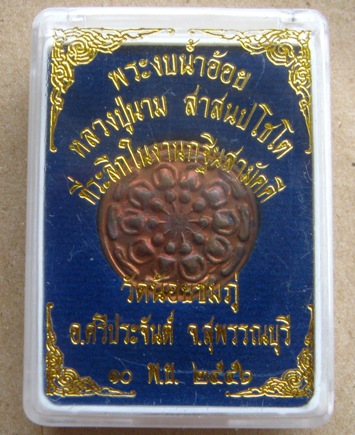 พระงบน้ำอ้อย
หลวงปู่นาม สาสนปโชโต
ที่ระลึกในงานกฐินสามัคคี
วัดน้อยชมภู่
อ.ศรีประจันต์ จ.สุพรรณบุรี
๑๐ พ.ย. ๒๕๕๑